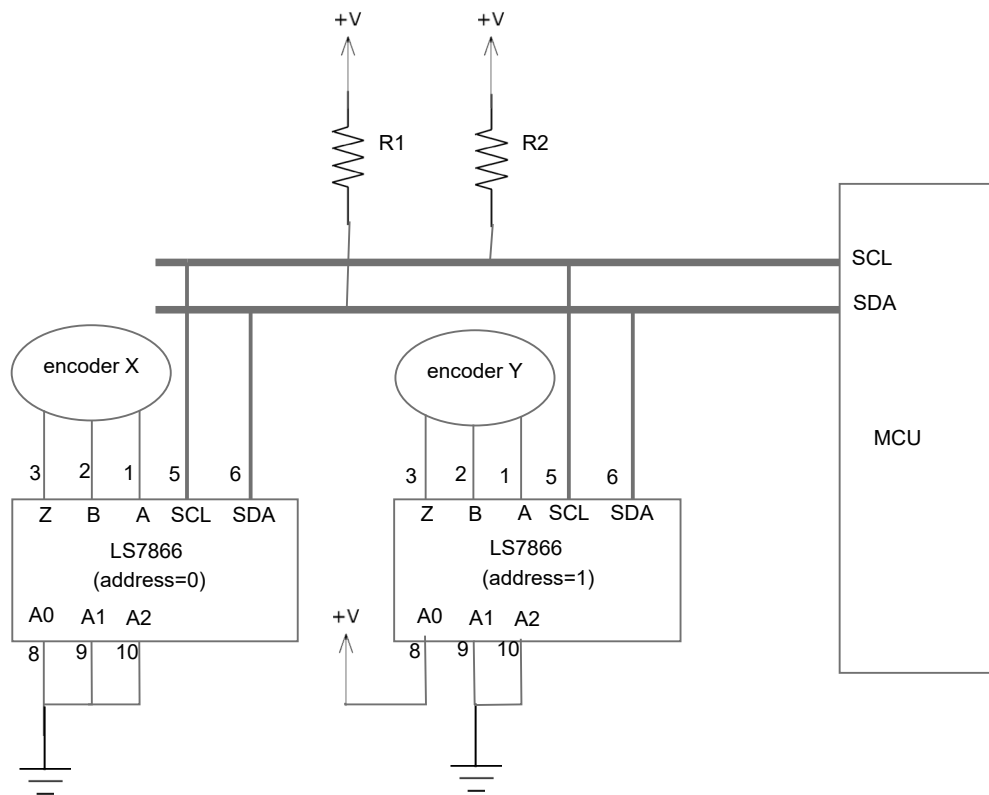 +V +V
R1 R2
SCL
SDA
encoder X encoder Y
MCU
3 2 1 5 6 3 2 1 5 6
Z B A SCL SDA Z B A SCL SDA
LS7866 LS7866
(address=0) (address=1)
A0 A1 A2 +V A0 A1 A2
8 9 10 8 9 10